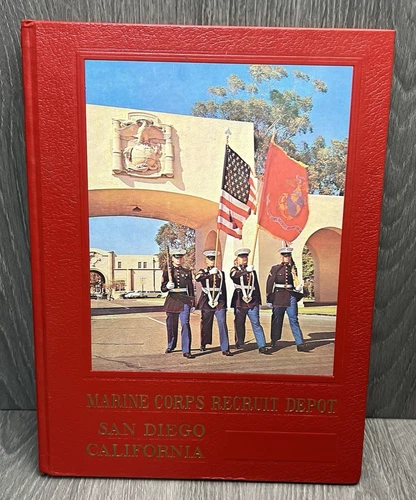 MARINE CORPS RECRUIT DEPOT
SAN DIEGO
CALIFORNIA